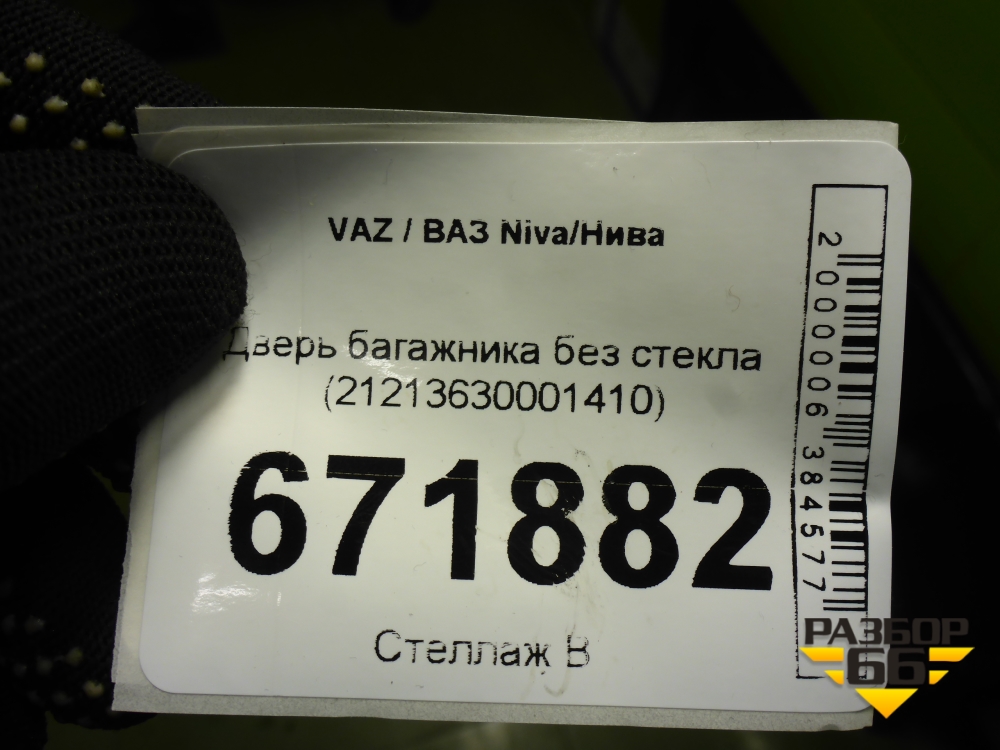 VAZ / ВАЗ Niva/Нива
Дверь багажника без стекла
(21213630001410)
671882
Стеллаж В
2000006384577
РАЗБОР
66